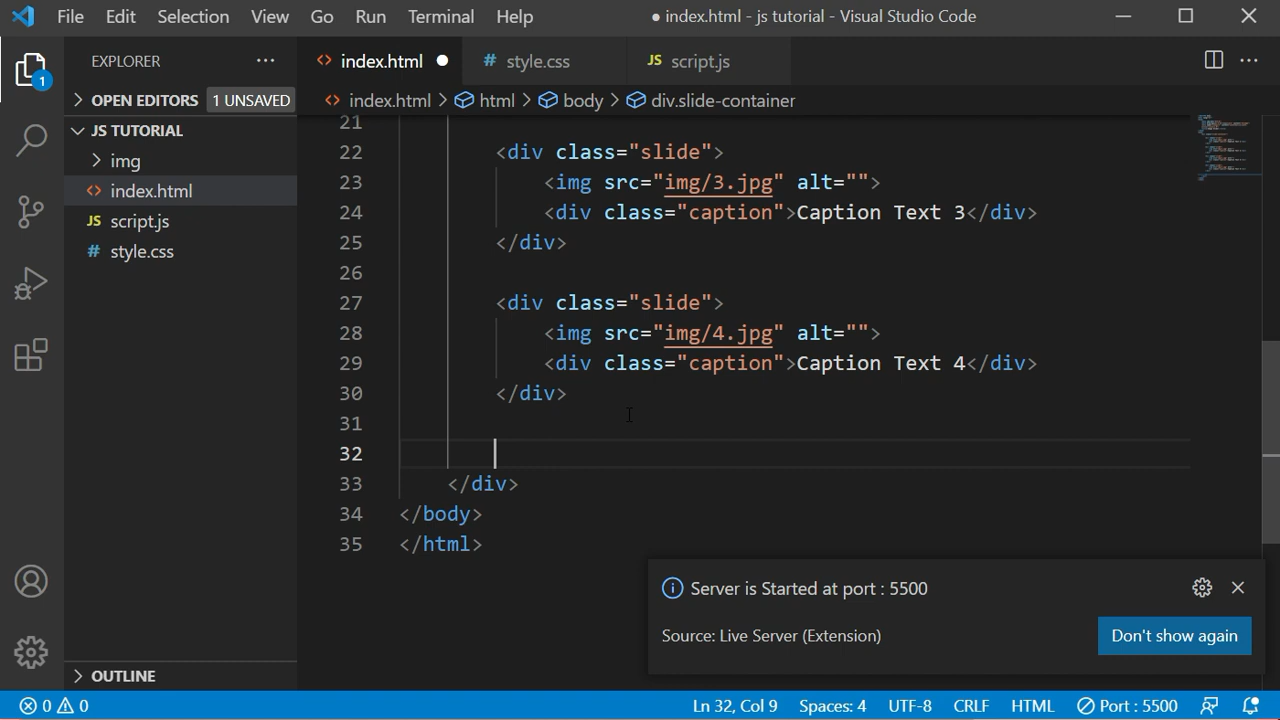 File Edit Selection View Go Run Terminal Help ● index.html - js tutorial - Visual Studio Code
EXPLORER ··· <> index.html ● # style.css JS script.js ···
> OPEN EDITORS 1 UNSAVED
<> index.html > html > body > div.slide-container
JS TUTORIAL
> img
<> index.html
JS script.js
# style.css
1
21
22 <div class="slide">
23 <img src="img/3.jpg" alt="">
24 <div class="caption">Caption Text 3</div>
25 </div>
26
27 <div class="slide">
28 <img src="img/4.jpg" alt="">
29 <div class="caption">Caption Text 4</div>
30 </div>
31
32
33 </div>
34 </body>
35 </html>
Server is Started at port : 5500
Source: Live Server (Extension)
Don't show again
> OUTLINE
0 0 Ln 32, Col 9 Spaces: 4 UTF-8 CRLF HTML Port : 5500